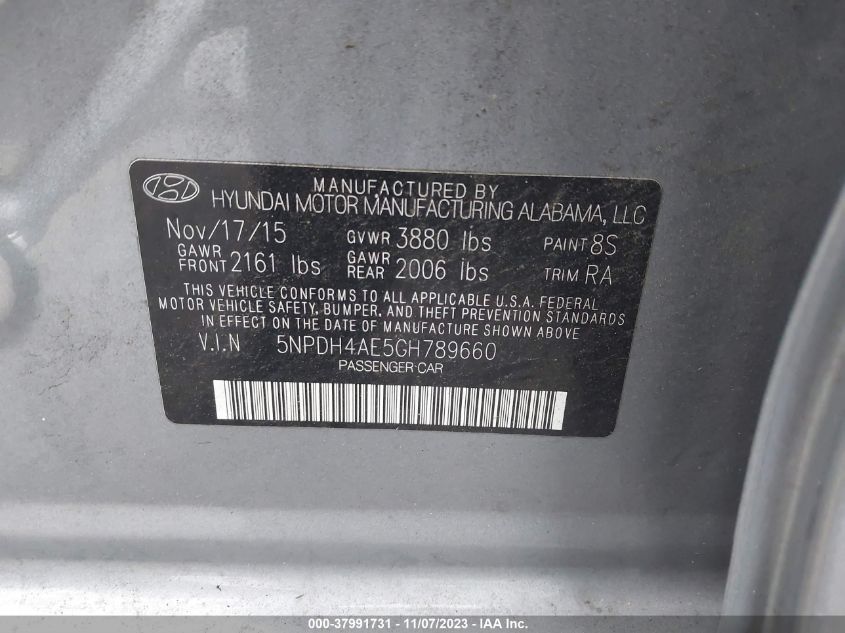 MANUFACTURED BY
HYUNDAI MOTOR MANUFACTURING ALABAMA, LLC
Nov/17/15 GVWR 3880 lbs PAINT 8S
GAWR FRONT 2161 lbs GAWR REAR 2006 lbs TRIM RA
THIS VEHICLE CONFORMS TO ALL APPLICABLE U.S.A. FEDERAL
MOTOR VEHICLE SAFETY, BUMPER, AND THEFT PREVENTION STANDARDS
IN EFFECT ON THE DATE OF MANUFACTURE SHOWN ABOVE
V.I.N 5NPDH4AE5GH789660
PASSENGER-CAR
000-37991731 - 11/07/2023 - Stock photo